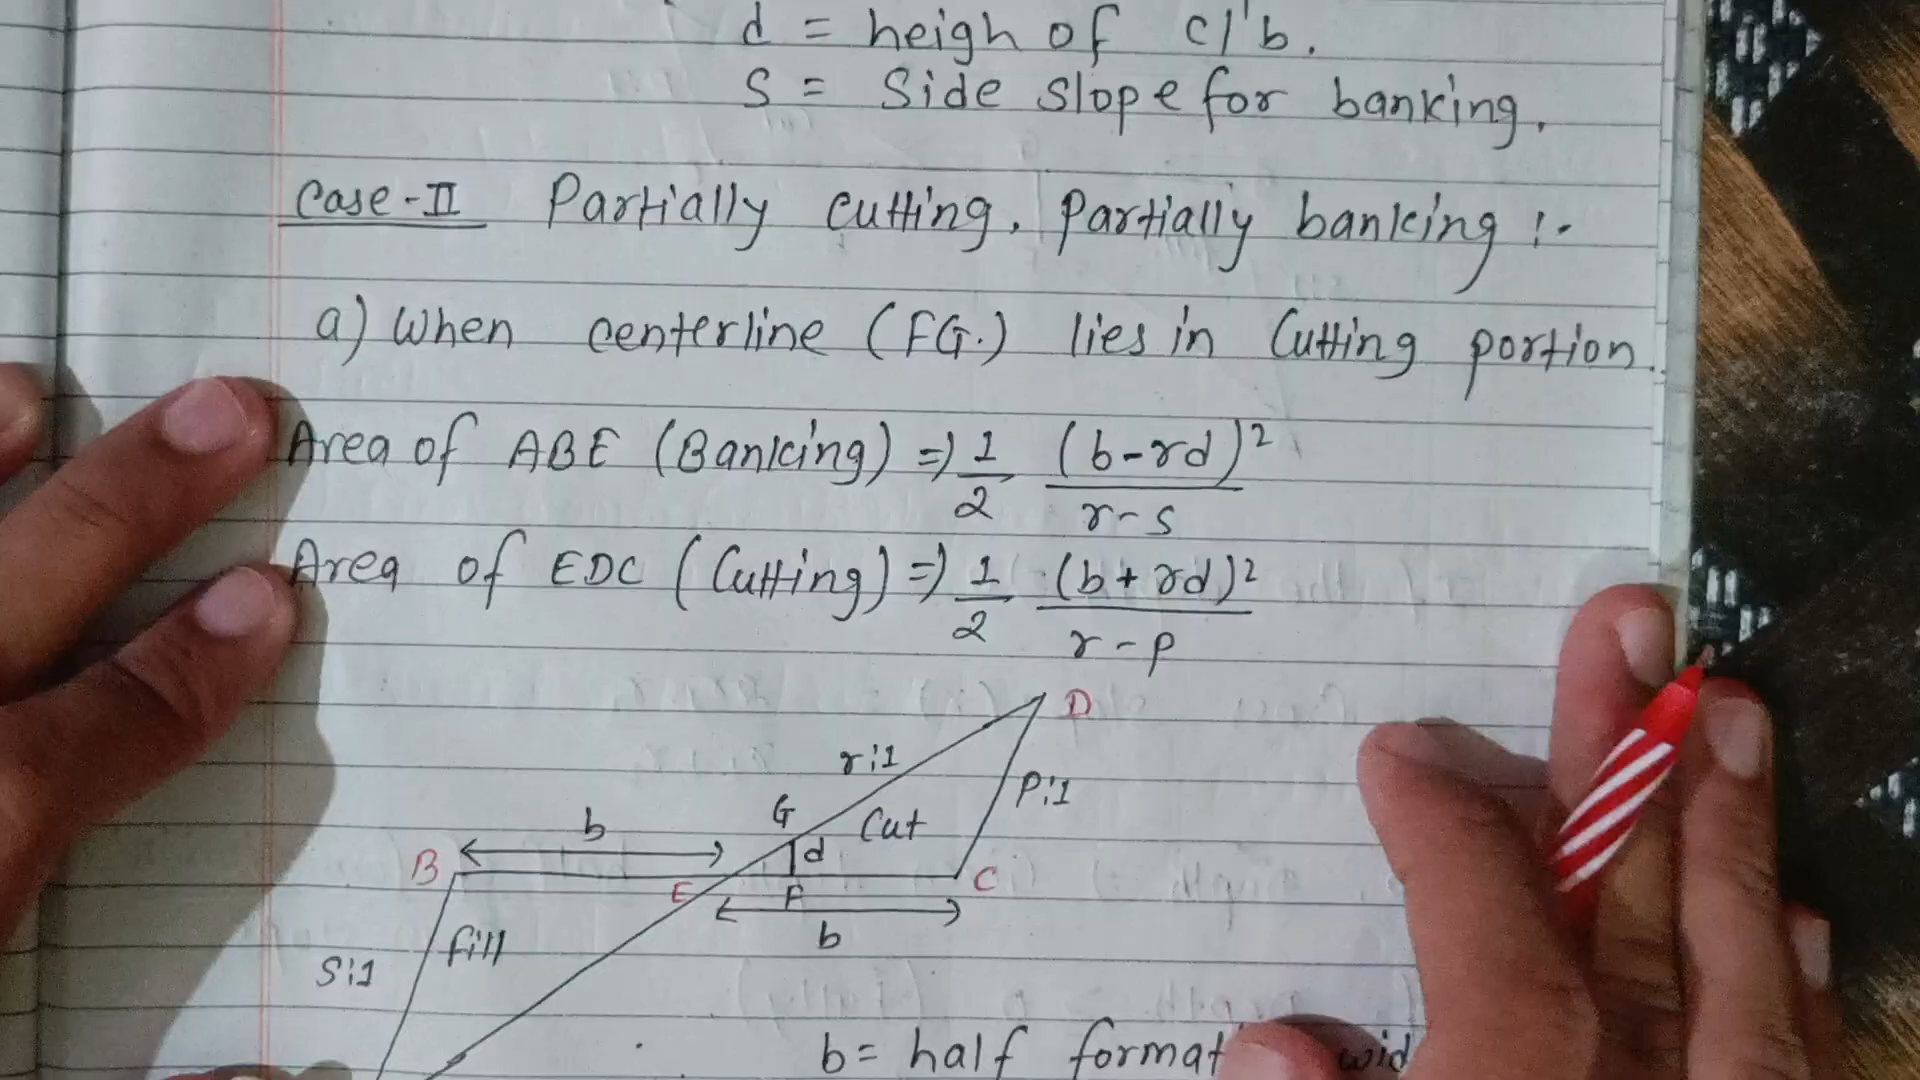 d = heigh of c/b.
S = Side slope for banking.
Case-II Partially cutting, Partially banking :-
a) When centerline (FG.) lies in Cutting portion.
Area of ABE (Banking) => 1/2 (b-rd)²/r-s
Area of EDC (Cutting) => 1/2 (b+rd)²/r-p
D
r:1
P:1
G
Cut
b
d
B
E
F
C
b
fill
S:1
b = half format
wid